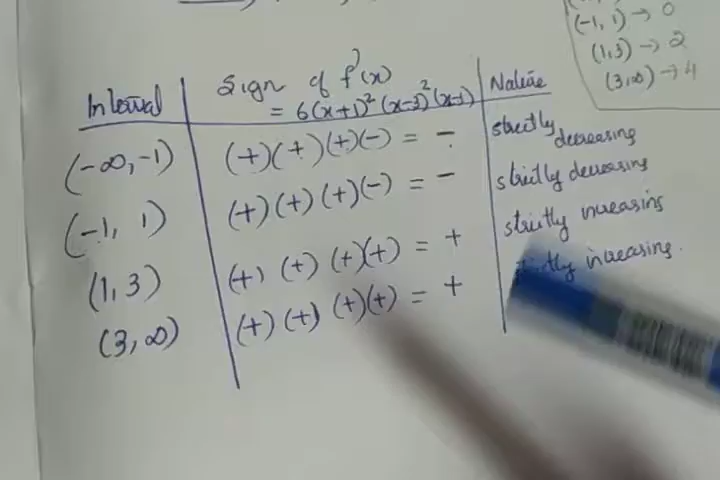 (-1, 1) → 0
(1,3) → 2
(3,∞) → 4
Interval
Sign of f'(x)
= 6(x+1)² (x-3)² (x-1)
Nature
(-∞,-1)
(+)(+)(+)(-) = -
strictly decreasing
(-1, 1)
(+)(+)(+)(-) = -
strictly decreasing
(1,3)
(+) (+) (+)(+) = +
strictly increasing
(3,∞)
(+) (+) (+)(+) = +
increasing.